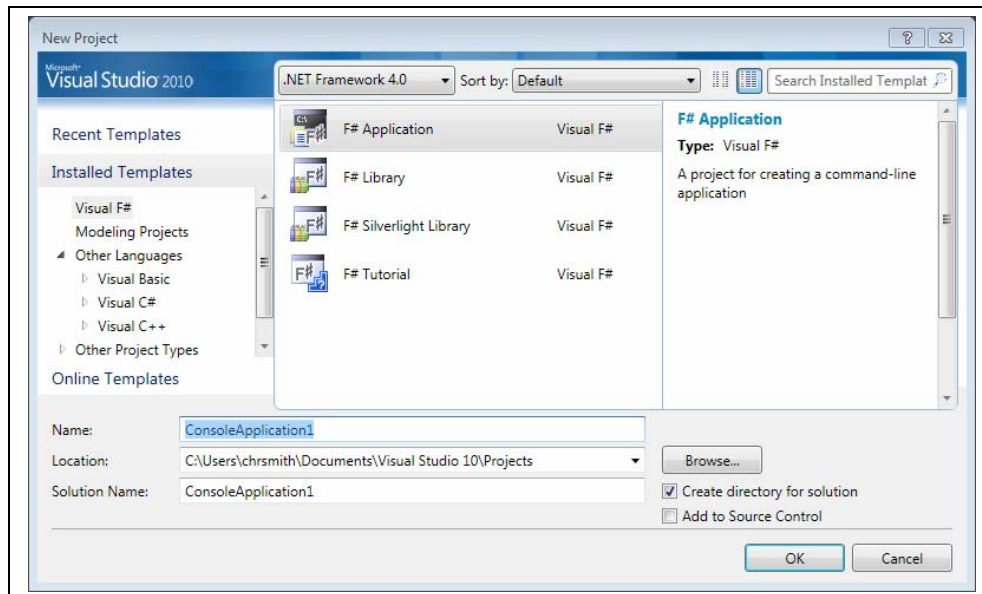 New Project
Microsoft
Visual Studio 2010
.NET Framework 4.0
Sort by: Default
Search Installed Templat
Recent Templates
Installed Templates
Visual F#
Modeling Projects
Other Languages
Visual Basic
Visual C#
Visual C++
Other Project Types
Online Templates
F# Application Visual F#
F# Library Visual F#
F# Silverlight Library Visual F#
F# Tutorial Visual F#
F# Application
Type: Visual F#
A project for creating a command-line
application
Name: ConsoleApplication1
Location: C:\Users\chrsmith\Documents\Visual Studio 10\Projects
Browse...
Solution Name: ConsoleApplication1
Create directory for solution
Add to Source Control
OK Cancel